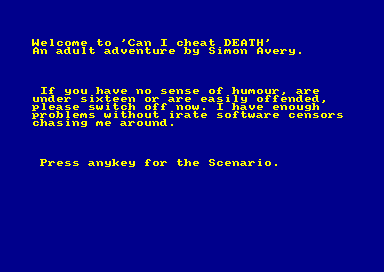 Welcome to 'Can I cheat DEATH'
An adult adventure by Simon Avery.
If you have no sense of humour, are
under sixteen or are easily offended,
please switch off now. I have enough
problems without irate software censors
chasing me around.
Press anykey for the Scenario.